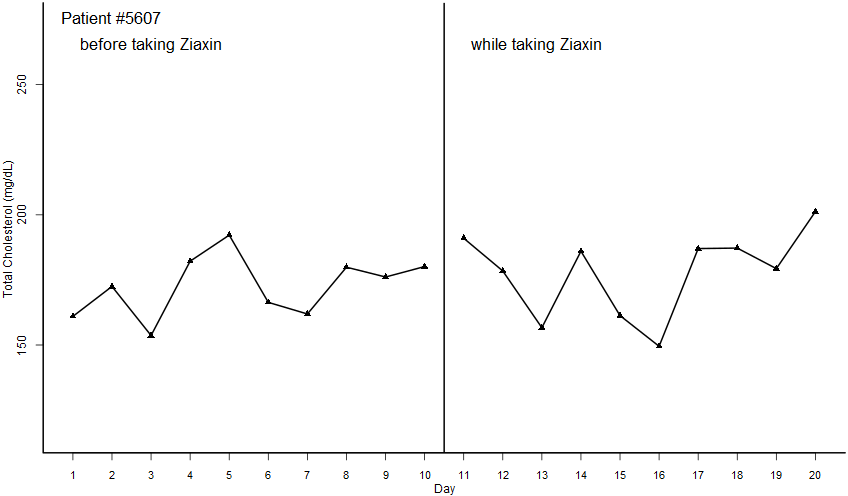 Patient #5607
before taking Ziaxin
while taking Ziaxin
250
200
150
Total Cholesterol (mg/dL)
1 2 3 4 5 6 7 8 9 10 11 12 13 14 15 16 17 18 19 20
Day